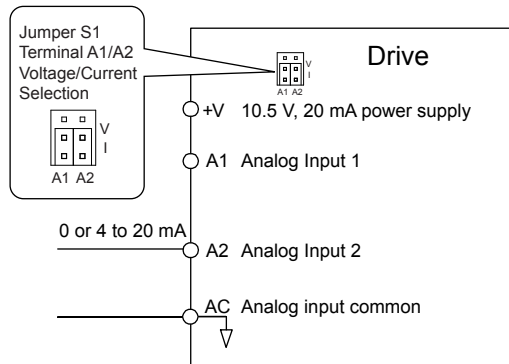 Jumper S1
Terminal A1/A2
Voltage/Current
Selection
V
I
A1 A2
Drive
V
I
A1 A2
+V 10.5 V, 20 mA power supply
A1 Analog Input 1
0 or 4 to 20 mA
A2 Analog Input 2
AC Analog input common